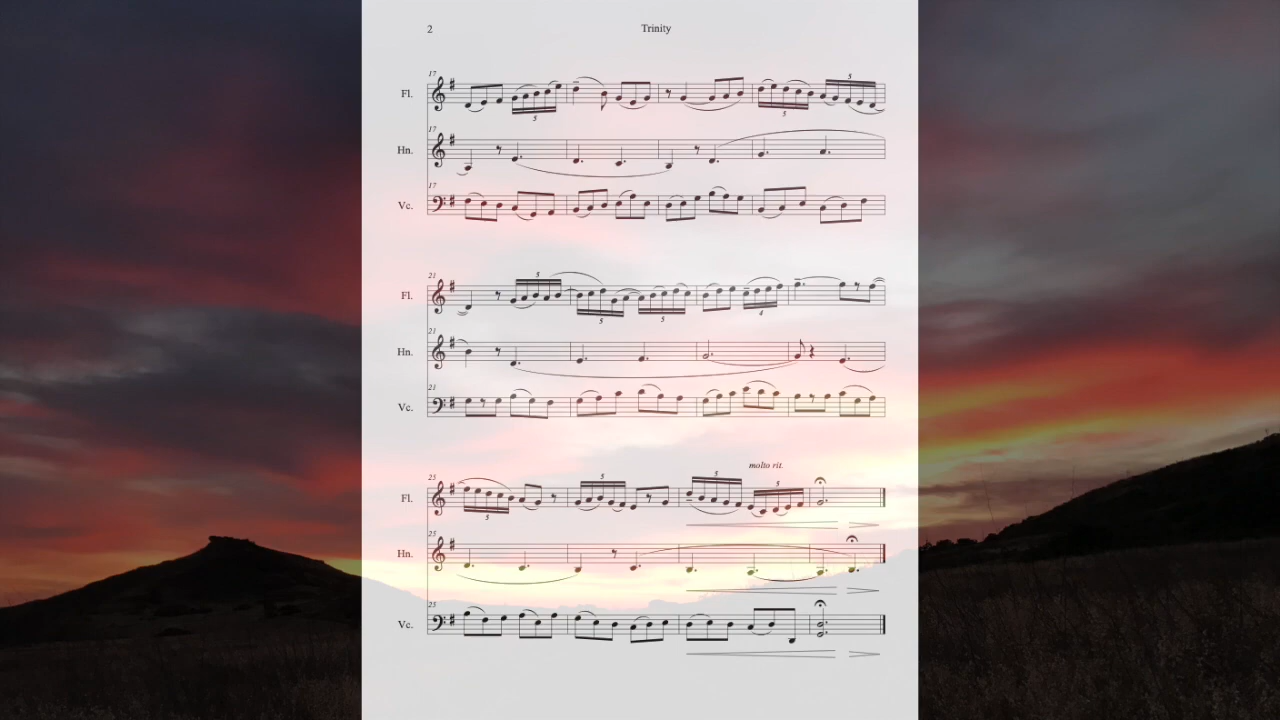 2 Trinity
17
Fl.
5 5 5
17
Hn.
17
Vc.
21
Fl.
5 5 5 4
21
Hn.
21
Vc.
molto rit.
25
Fl.
5 5 5 5
25
Hn.
25
Vc.